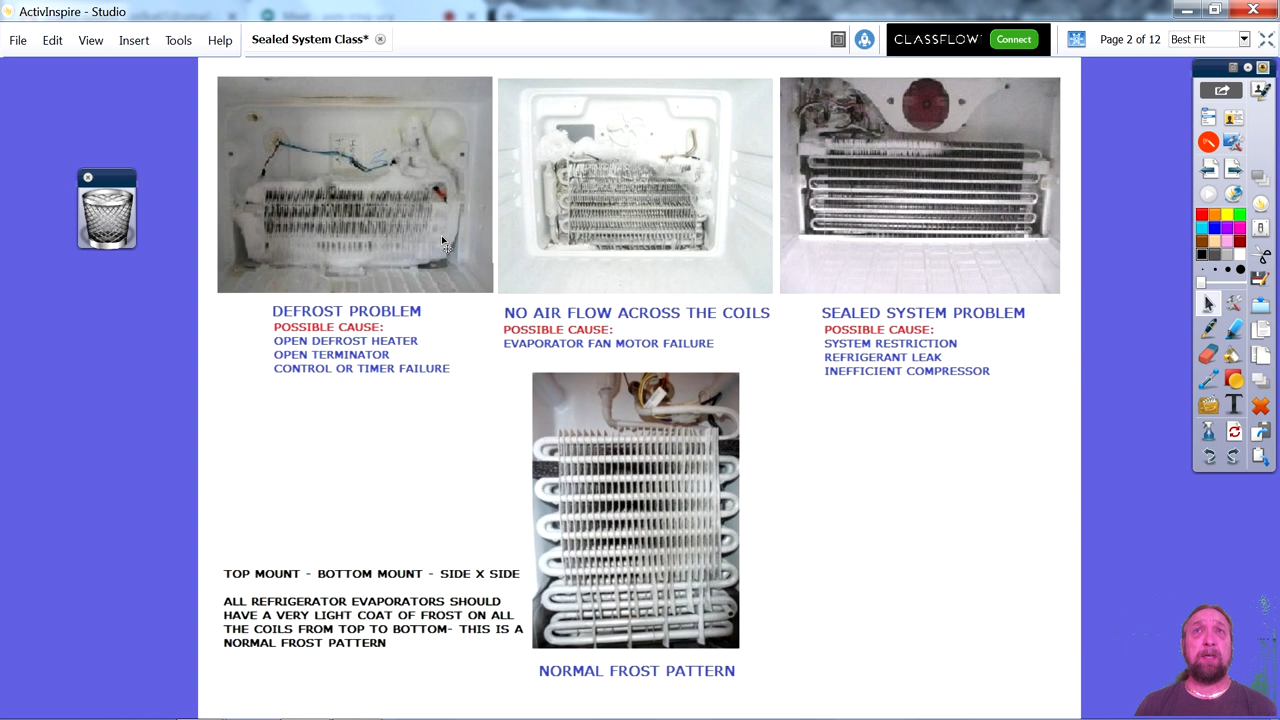 ActivInspire - Studio
File Edit View Insert Tools Help
Sealed System Class*
CLASSFLOW Connect
Page 2 of 12
Best Fit
DEFROST PROBLEM
POSSIBLE CAUSE:
OPEN DEFROST HEATER
OPEN TERMINATOR
CONTROL OR TIMER FAILURE
NO AIR FLOW ACROSS THE COILS
POSSIBLE CAUSE:
EVAPORATOR FAN MOTOR FAILURE
SEALED SYSTEM PROBLEM
POSSIBLE CAUSE:
SYSTEM RESTRICTION
REFRIGERANT LEAK
INEFFICIENT COMPRESSOR
TOP MOUNT - BOTTOM MOUNT - SIDE X SIDE
ALL REFRIGERATOR EVAPORATORS SHOULD
HAVE A VERY LIGHT COAT OF FROST ON ALL
THE COILS FROM TOP TO BOTTOM- THIS IS A
NORMAL FROST PATTERN
NORMAL FROST PATTERN